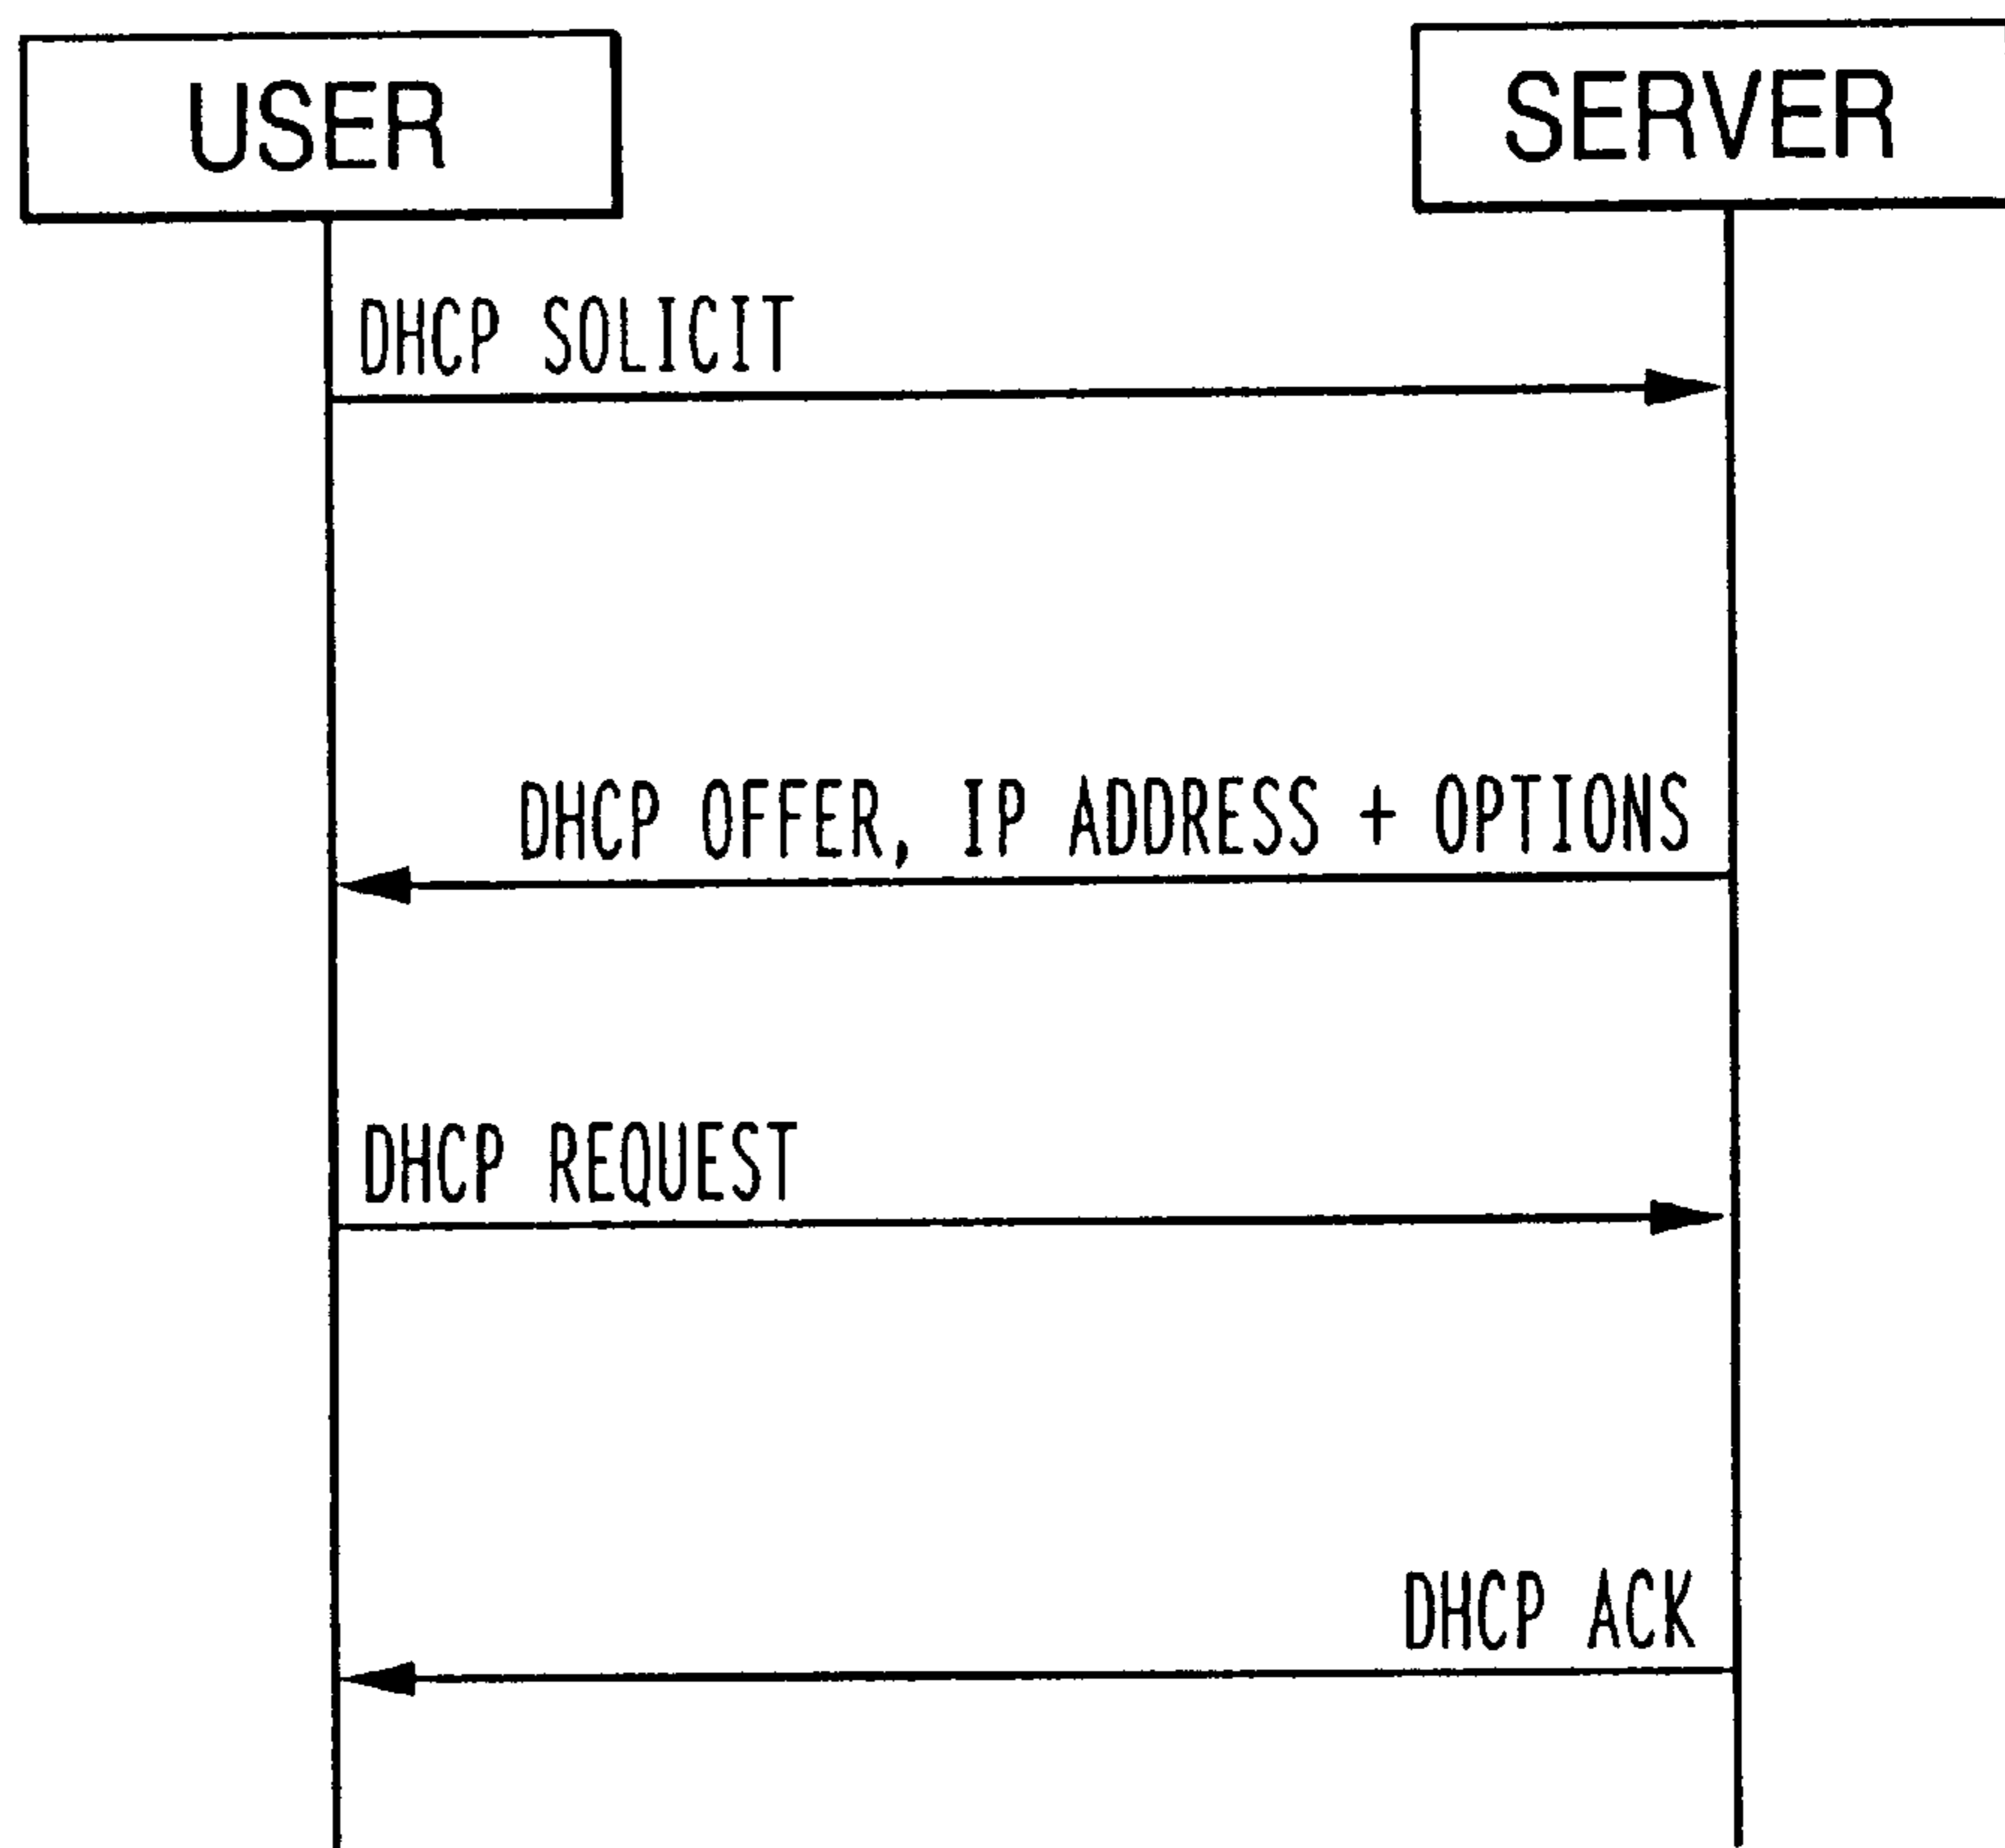 USER
SERVER
DHCP SOLICIT
DHCP OFFER, IP ADDRESS + OPTIONS
DHCP REQUEST
DHCP ACK